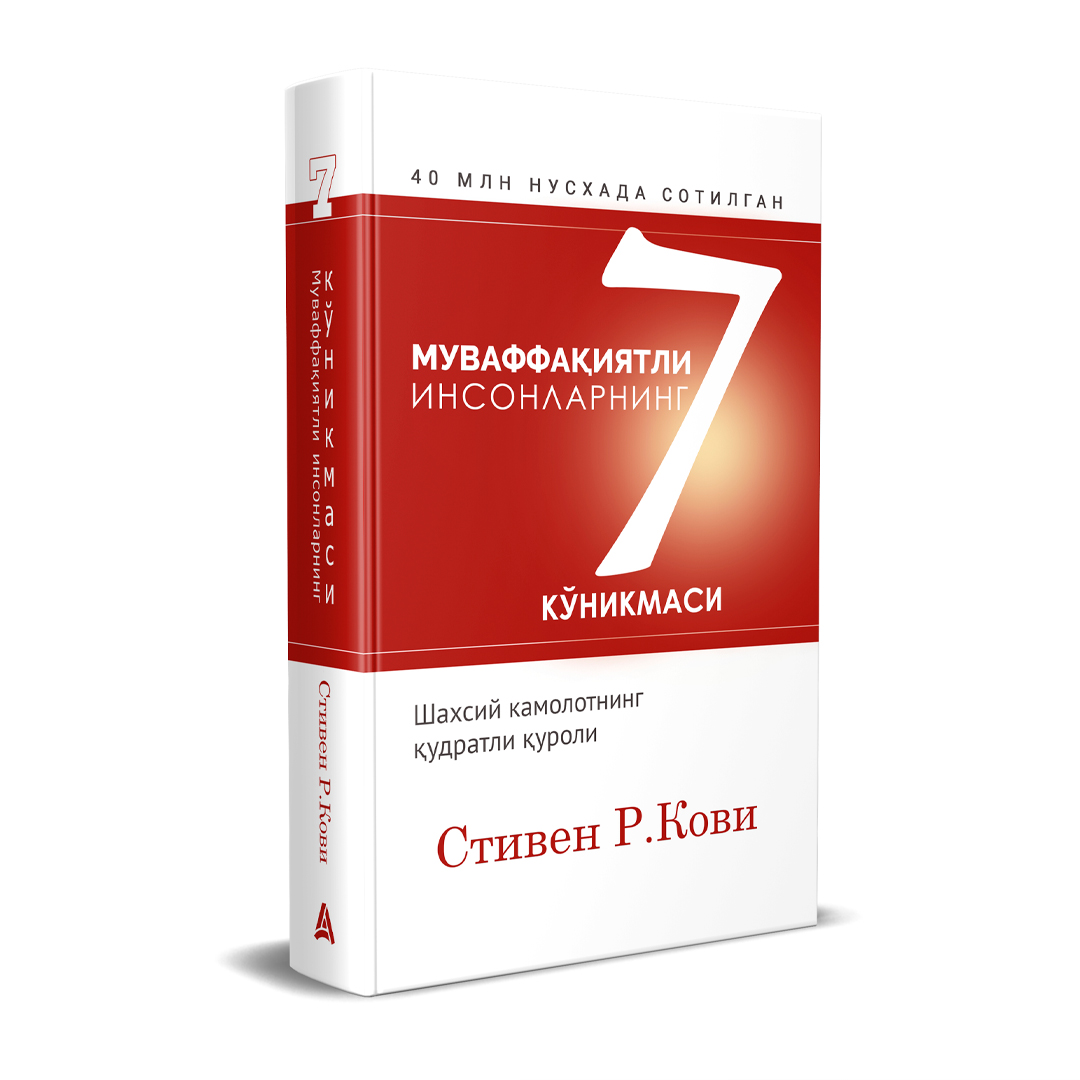 40 МЛН НУСХАДА СОТИЛГАН
7
МУВАФФАҚИЯТЛИ
ИНСОНЛАРНИНГ
КЎНИКМАСИ
Шахсий камолотнинг
қудратли қуроли
Стивен Р.Кови
7
КЎНИКМАСИ
Муваффақиятли инсонларнинг
Стивен Р.Кови